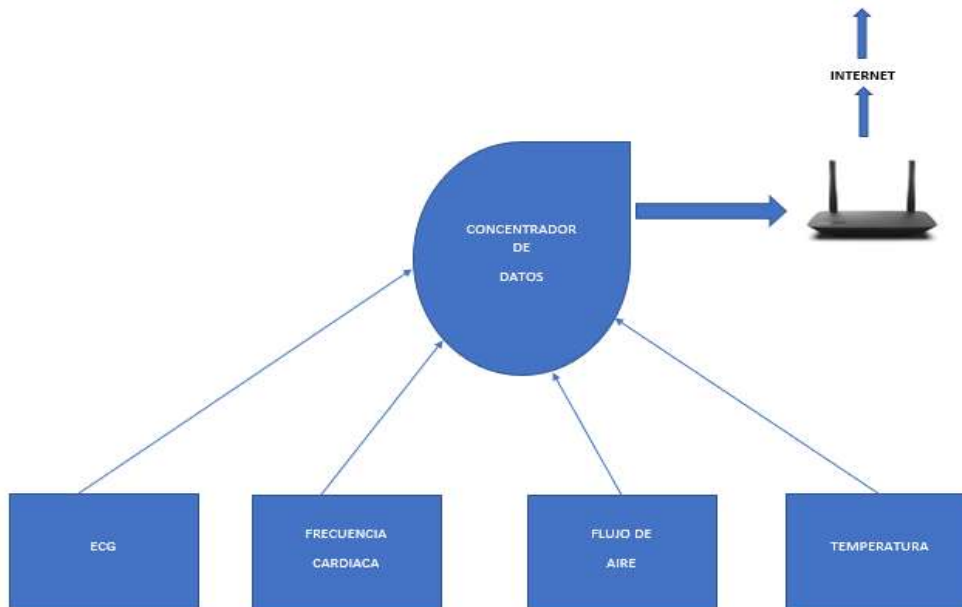 INTERNET
CONCENTRADOR
DE
DATOS
ECG
FRECUENCIA
CARDIACA
FLUJO DE
AIRE
TEMPERATURA